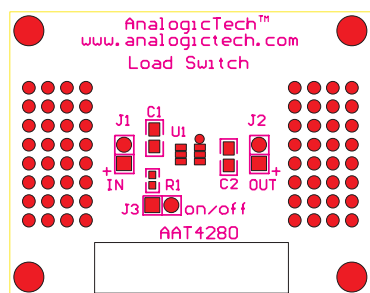 AnalogicTech™
www.analogictech.com
Load Switch
J1
C1
U1
J2
+
IN
R1
C2
OUT
+
J3
on/off
AAT4280